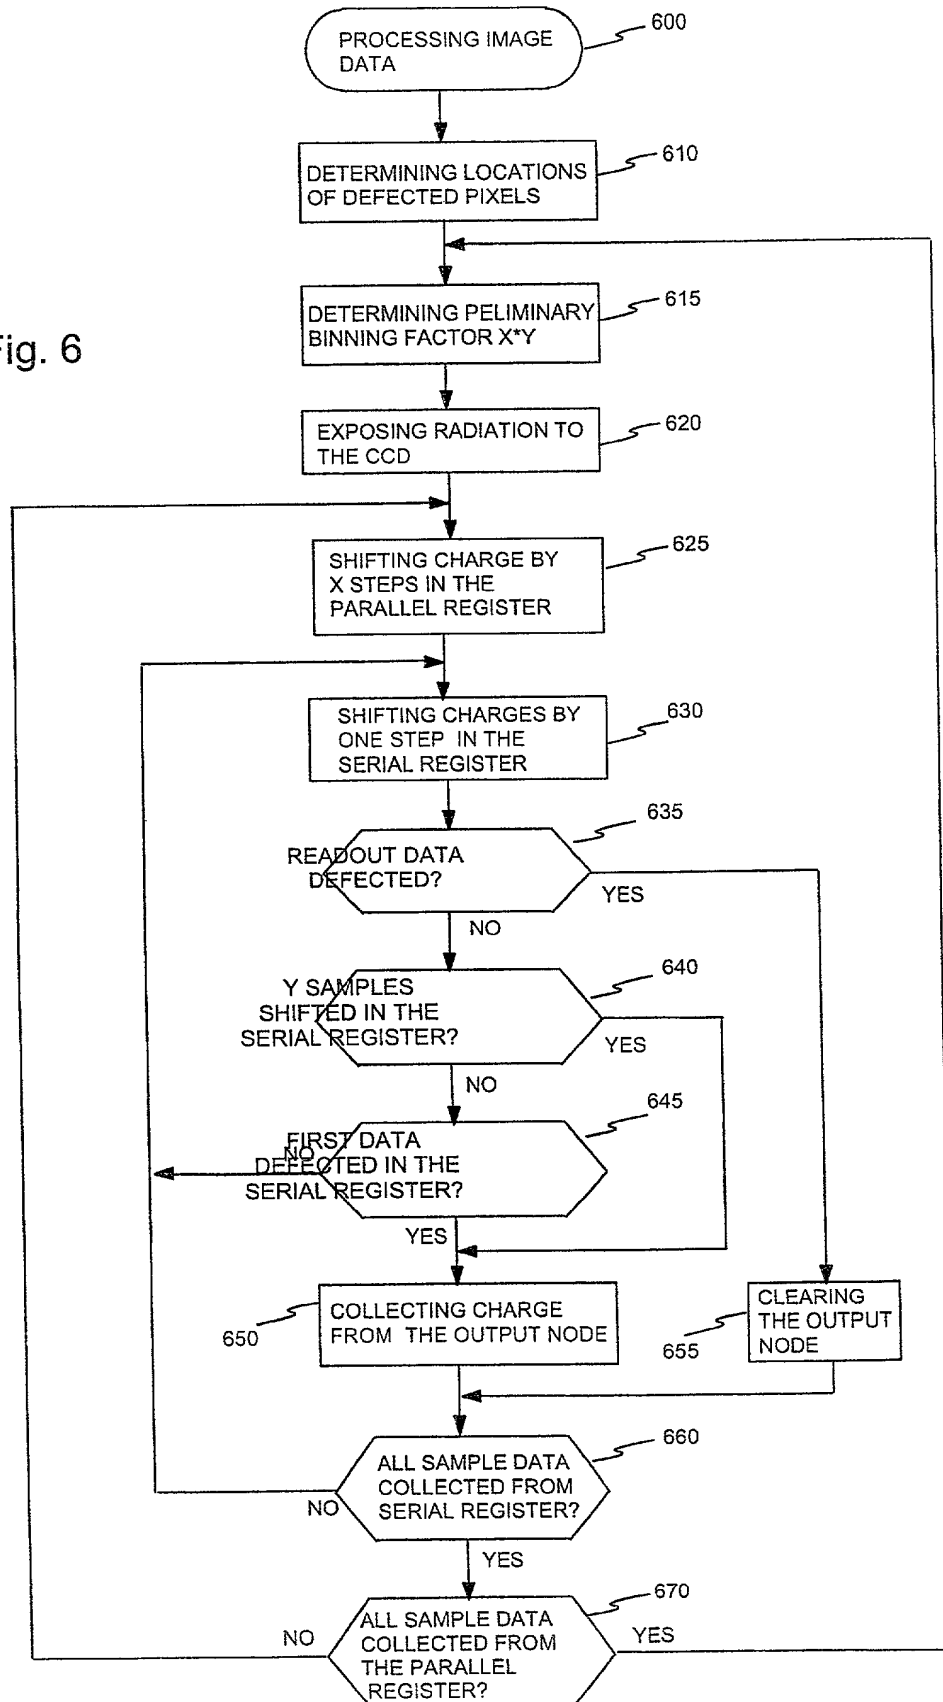 PROCESSING IMAGE
DATA
600
DETERMINING LOCATIONS
OF DEFECTED PIXELS
610
DETERMINING PELIMINARY
BINNING FACTOR X*Y
615
Fig. 6
EXPOSING RADIATION TO
THE CCD
620
SHIFTING CHARGE BY
X STEPS IN THE
PARALLEL REGISTER
625
SHIFTING CHARGES BY
ONE STEP IN THE
SERIAL REGISTER
630
READOUT DATA
DEFECTED?
635
YES
NO
Y SAMPLES
SHIFTED IN THE
SERIAL REGISTER?
640
YES
NO
FIRST DATA
DEFECTED IN THE
SERIAL REGISTER?
645
NO
YES
COLLECTING CHARGE
FROM THE OUTPUT NODE
650
CLEARING
THE OUTPUT
NODE
655
ALL SAMPLE DATA
COLLECTED FROM
SERIAL REGISTER?
660
NO
YES
ALL SAMPLE DATA
COLLECTED FROM
THE PARALLEL
REGISTER?
670
NO
YES